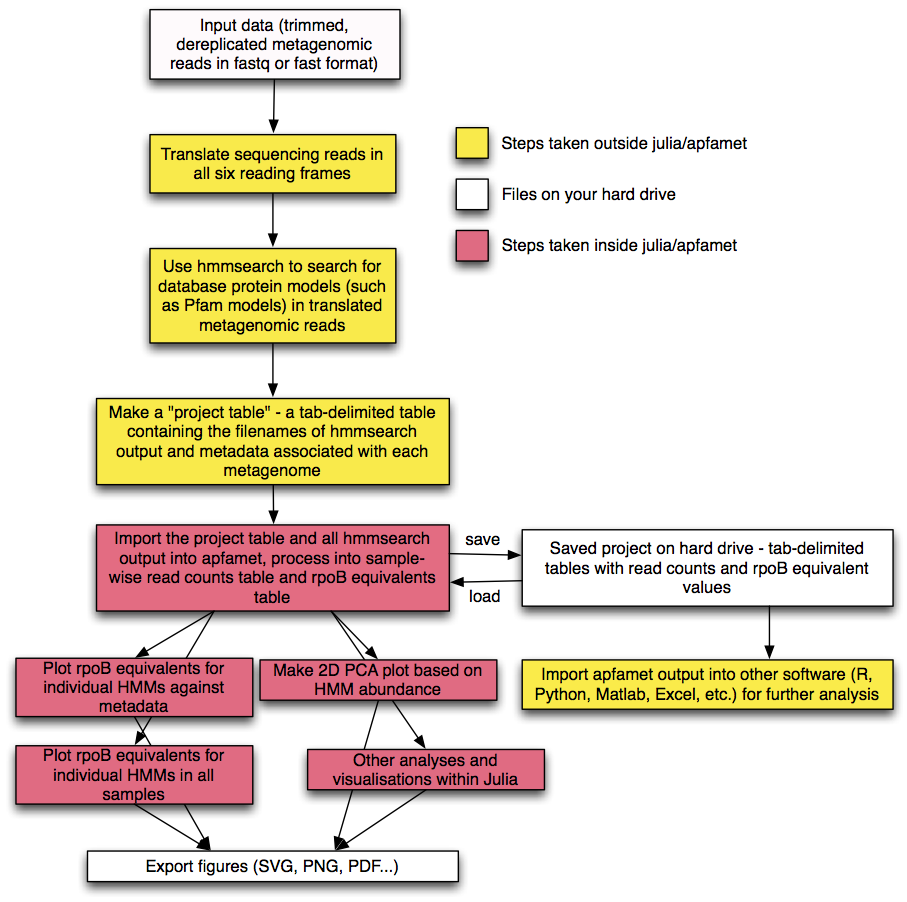 Input data (trimmed,
dereplicated metagenomic
reads in fastq or fast format)
Translate sequencing reads in
all six reading frames
Steps taken outside julia/apfamet
Files on your hard drive
Steps taken inside julia/apfamet
Use hmmsearch to search for
database protein models (such
as Pfam models) in translated
metagenomic reads
Make a "project table" - a tab-delimited table
containing the filenames of hmmsearch
output and metadata associated with each
metagenome
Import the project table and all hmmsearch
output into apfamet, process into sample-
wise read counts table and rpoB equivalents
table
save
load
Saved project on hard drive - tab-delimited
tables with read counts and rpoB equivalent
values
Plot rpoB equivalents for
individual HMMs against
metadata
Make 2D PCA plot based on
HMM abundance
Import apfamet output into other software (R,
Python, Matlab, Excel, etc.) for further analysis
Plot rpoB equivalents for
individual HMMs in all
samples
Other analyses and
visualisations within Julia
Export figures (SVG, PNG, PDF...)